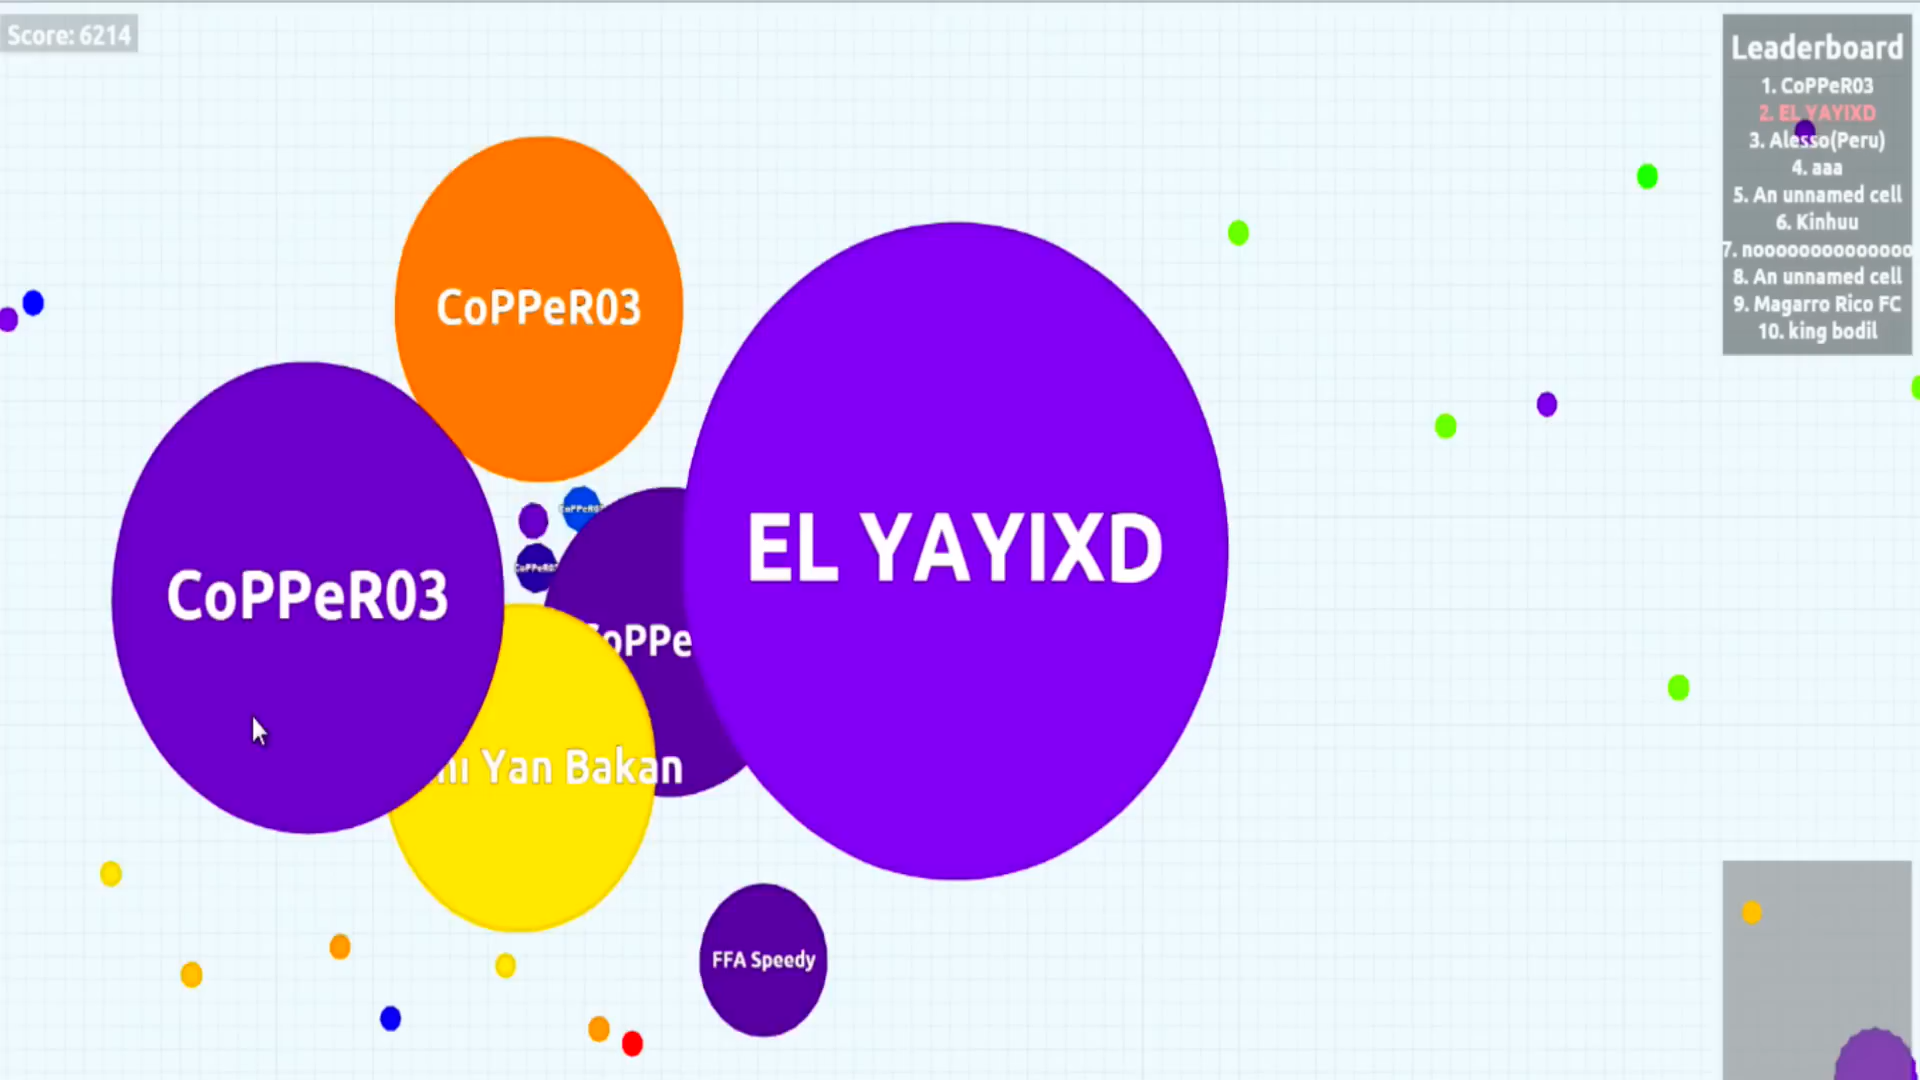 Score: 6214
Leaderboard
1. CoPPeR03
2. EL YAYIXD
3. Alesso(Peru)
4. aaa
5. An unnamed cell
6. Kinhuu
7. noooooooooooooo
8. An unnamed cell
9. Magarro Rico FC
10. king bodil
CoPPeR03
CoPPeR03
EL YAYIXD
CoPPeR03
CoPPe
Yan Bakan
FFA Speedy